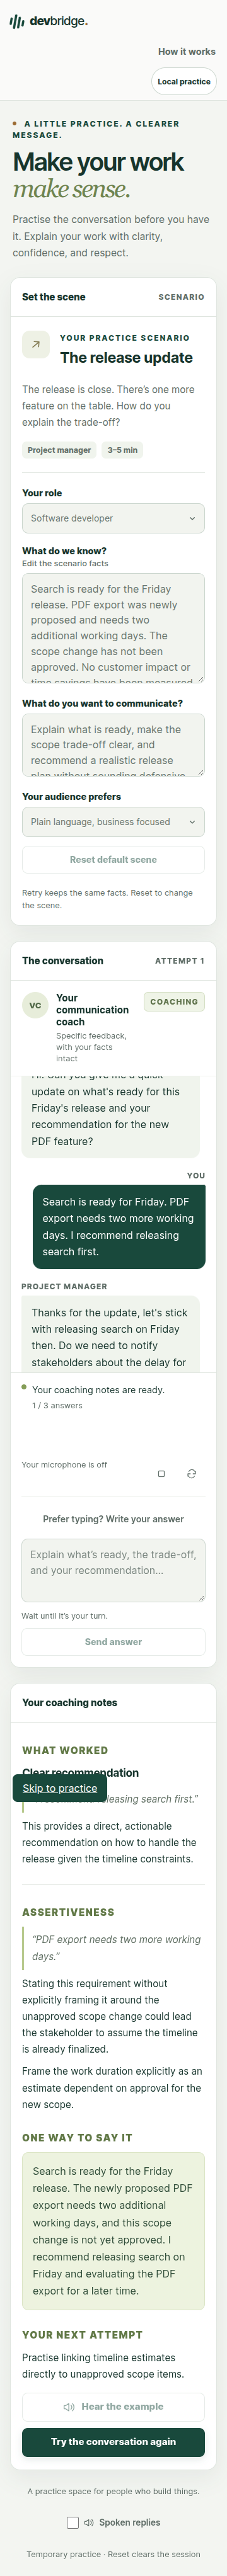 devbridge.
How it works
Local practice
A LITTLE PRACTICE. A CLEARER
MESSAGE.
Make your work
make sense.
Practise the conversation before you have
it. Explain your work with clarity,
confidence, and respect.
Set the scene
SCENARIO
YOUR PRACTICE SCENARIO
The release update
The release is close. There's one more
feature on the table. How do you
explain the trade-off?
Project manager
3–5 min
Your role
Software developer
What do we know?
Edit the scenario facts
Search is ready for the Friday
release. PDF export was newly
proposed and needs two
additional working days. The
scope change has not been
approved. No customer impact or
time savings have been measured
What do you want to communicate?
Explain what is ready, make the
scope trade-off clear, and
recommend a realistic release
plan without sounding defensive
Your audience prefers
Plain language, business focused
Reset default scene
Retry keeps the same facts. Reset to change
the scene.
The conversation
ATTEMPT 1
VC
Your
communication
coach
Specific feedback,
with your facts
intact
COACHING
Hi! Can you give me a quick
update on what's ready for this
Friday's release and your
recommendation for the new
PDF feature?
YOU
Search is ready for Friday. PDF
export needs two more working
days. I recommend releasing
search first.
PROJECT MANAGER
Thanks for the update, let's stick
with releasing search on Friday
then. Do we need to notify
stakeholders about the delay for
Your coaching notes are ready.
1 / 3 answers
Your microphone is off
Prefer typing? Write your answer
Explain what's ready, the trade-off,
and your recommendation...
Wait until it's your turn.
Send answer
Your coaching notes
WHAT WORKED
Clear recommendation
Skip to practice
releasing search first."
This provides a direct, actionable
recommendation on how to handle the
release given the timeline constraints.
ASSERTIVENESS
"PDF export needs two more working
days."
Stating this requirement without
explicitly framing it around the
unapproved scope change could lead
the stakeholder to assume the timeline
is already finalized.
Frame the work duration explicitly as an
estimate dependent on approval for the
new scope.
ONE WAY TO SAY IT
Search is ready for the Friday
release. The newly proposed PDF
export needs two additional
working days, and this scope
change is not yet approved. I
recommend releasing search on
Friday and evaluating the PDF
export for a later time.
YOUR NEXT ATTEMPT
Practise linking timeline estimates
directly to unapproved scope items.
Hear the example
Try the conversation again
A practice space for people who build things.
Spoken replies
Temporary practice · Reset clears the session